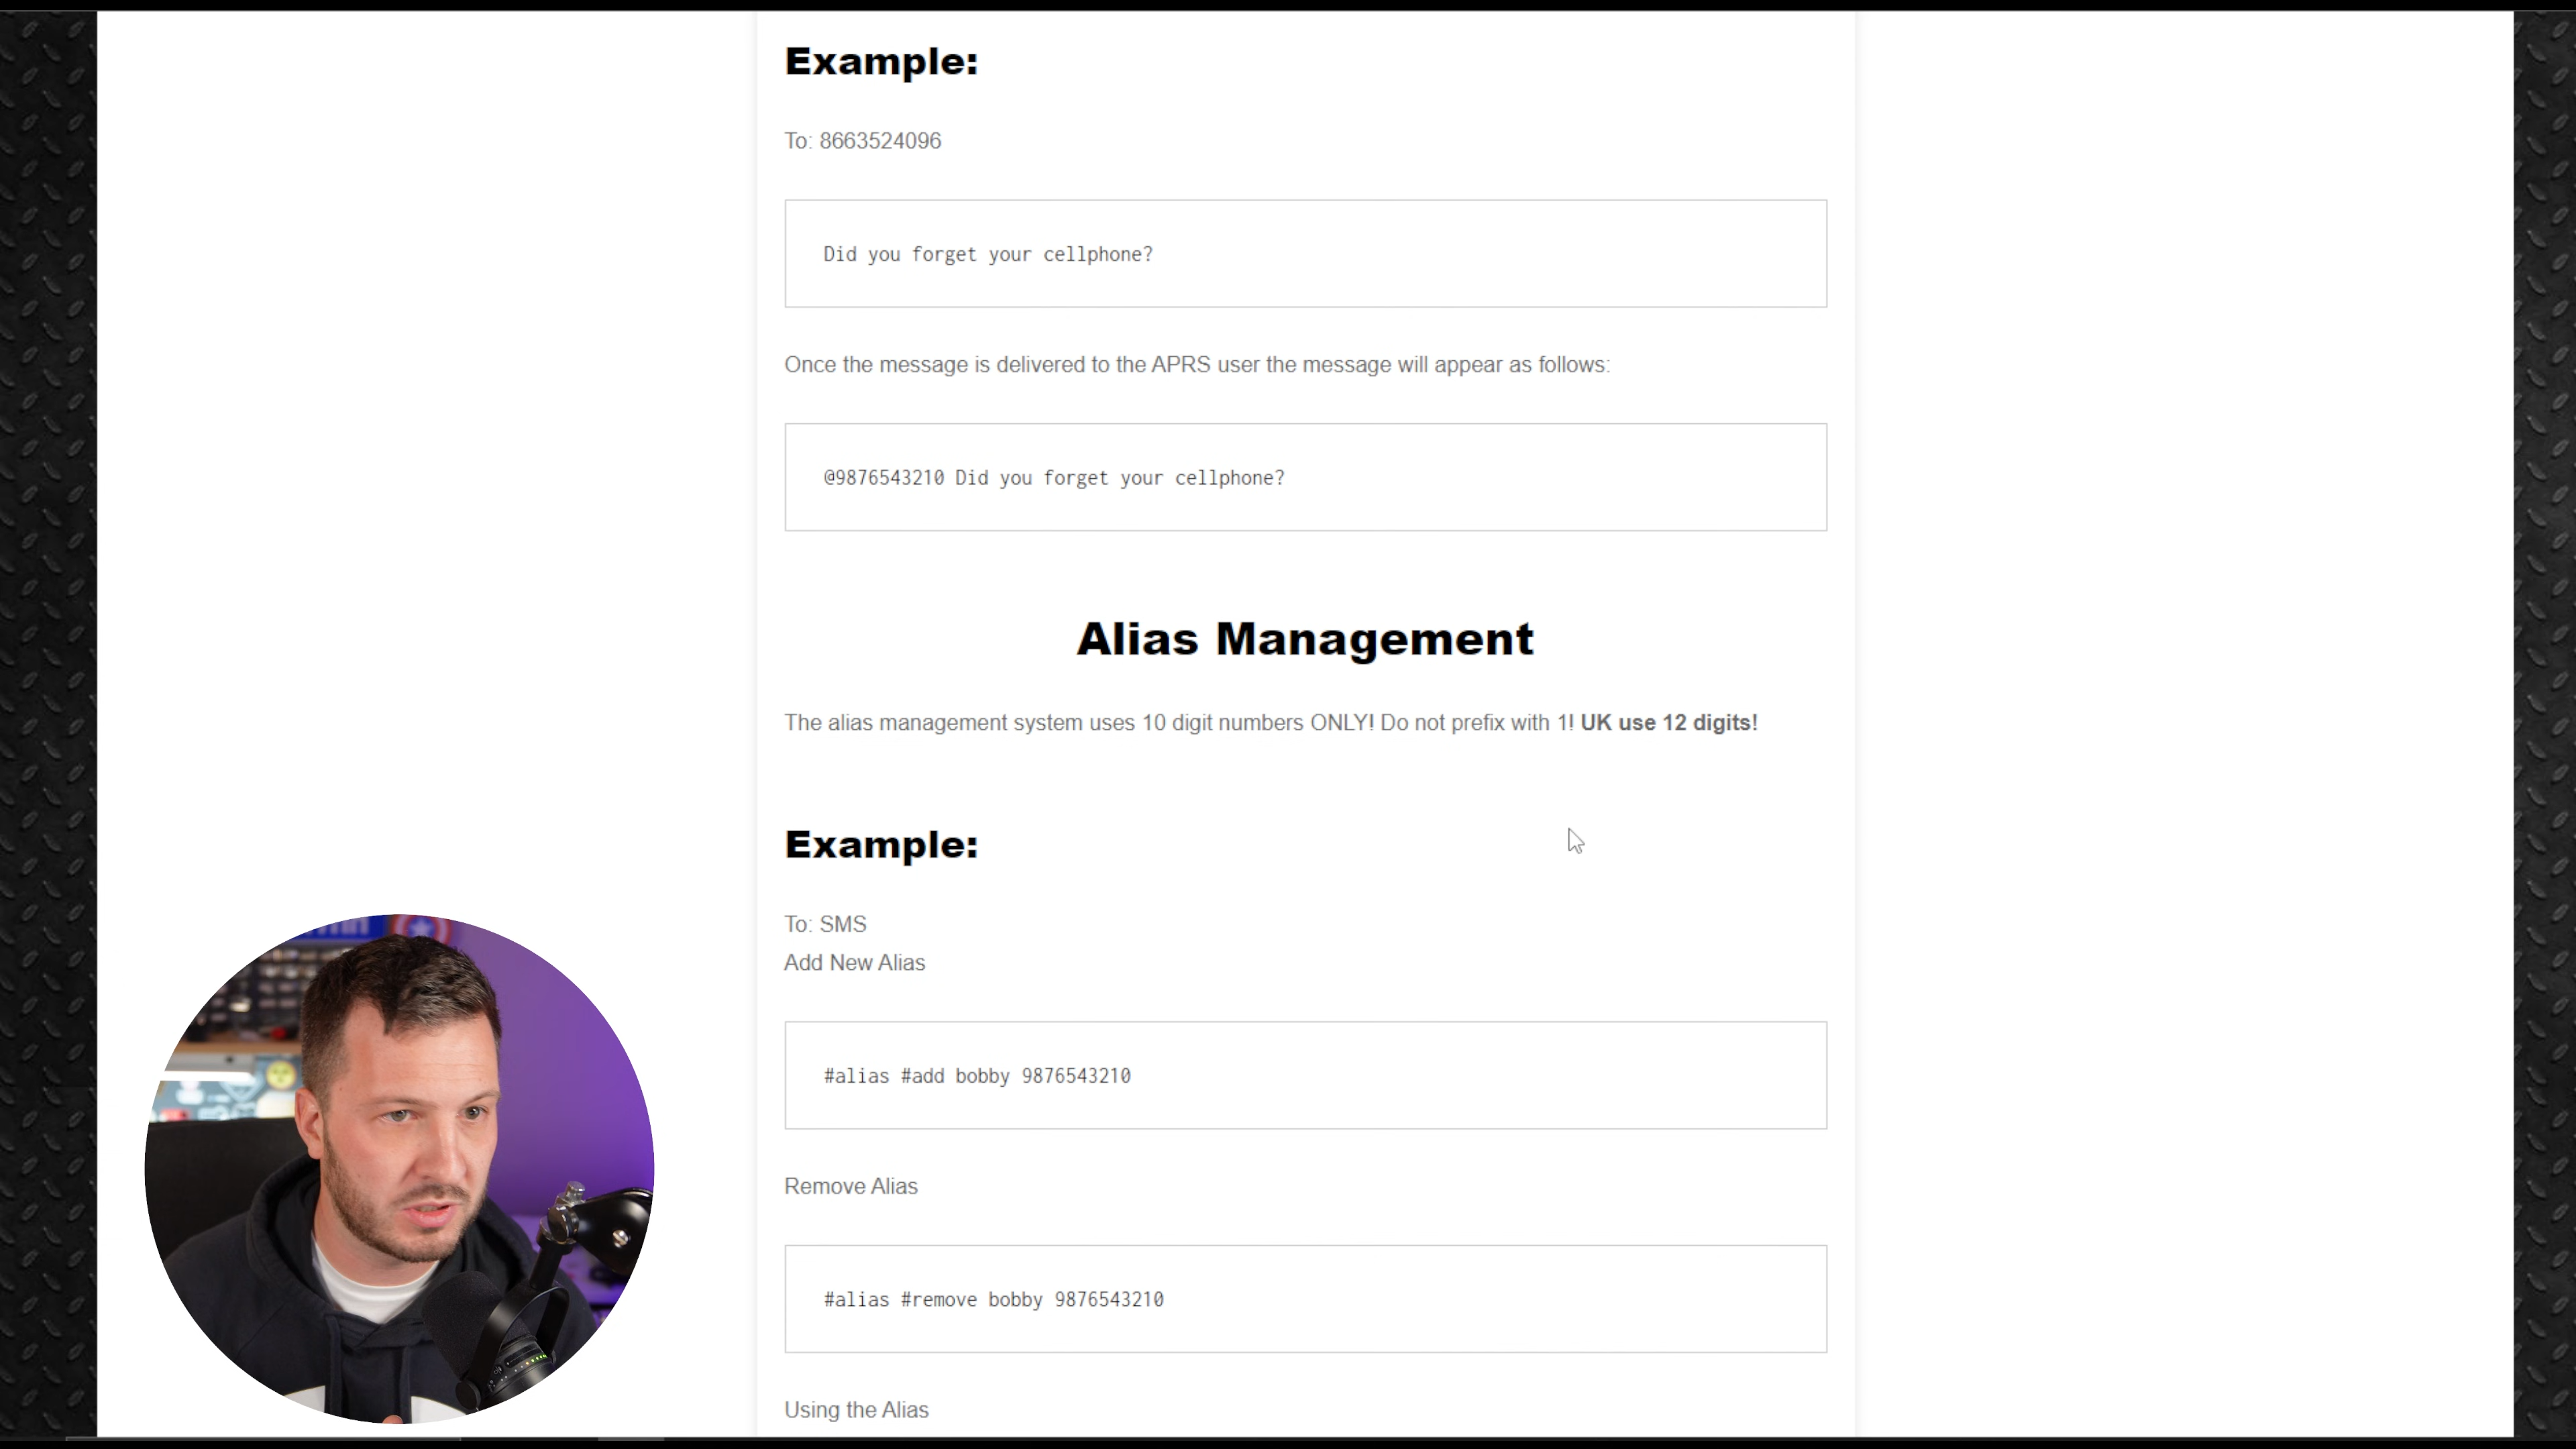 Example:
To: 8663524096
Did you forget your cellphone?
Once the message is delivered to the APRS user the message will appear as follows:
@9876543210 Did you forget your cellphone?
Alias Management
The alias management system uses 10 digit numbers ONLY! Do not prefix with 1! UK use 12 digits!
Example:
To: SMS
Add New Alias
#alias #add bobby 9876543210
Remove Alias
#alias #remove bobby 9876543210
Using the Alias